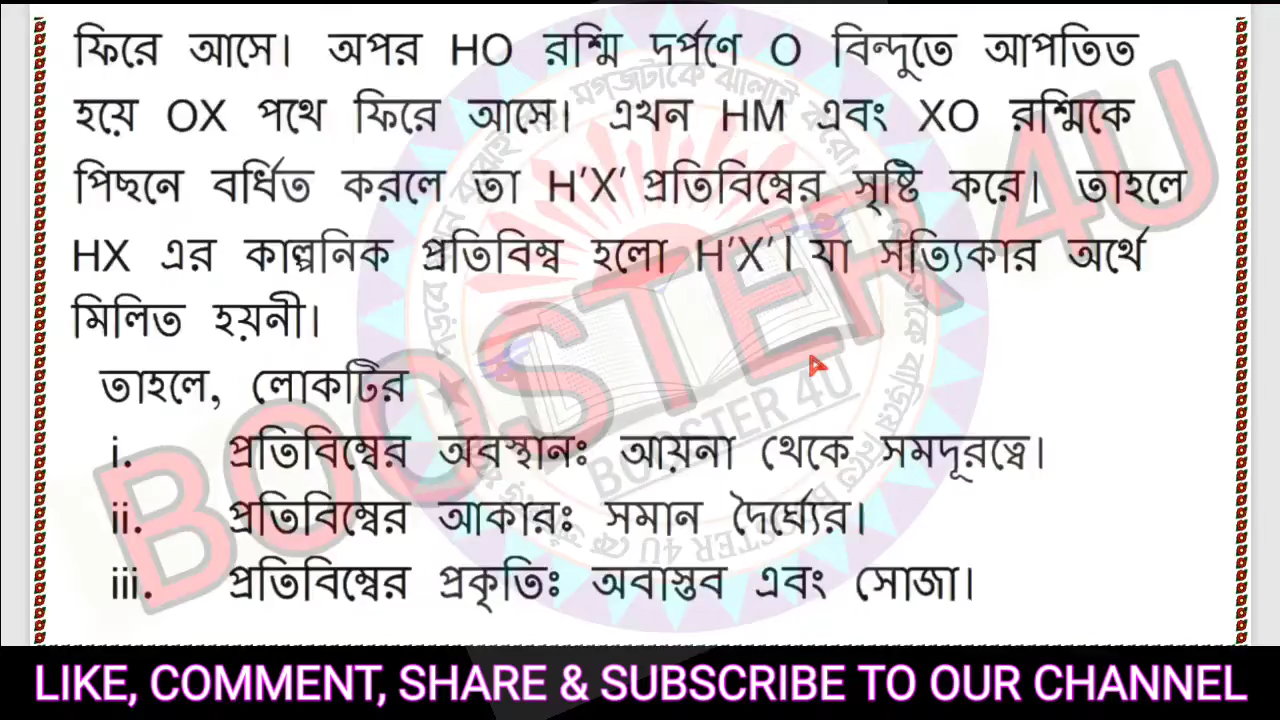 ফিরে আসে। অপর HO রশ্মি দর্পণে O বিন্দুতে আপতিত
হয়ে OX পথে ফিরে আসে। এখন HM এবং XO রশ্মিকে
পিছনে বর্ধিত করলে তা H′X′ প্রতিবিম্বের সৃষ্টি করে। তাহলে
HX এর কাল্পনিক প্রতিবিম্ব হলো H′X′। যা সত্যিকার অর্থে
মিলিত হয়নী।
তাহলে, লোকটির
i. প্রতিবিম্বের অবস্থানঃ আয়না থেকে সমদূরত্বে।
ii. প্রতিবিম্বের আকারঃ সমান দৈর্ঘ্যের।
iii. প্রতিবিম্বের প্রকৃতিঃ অবাস্তব এবং সোজা।
BOOSTER 4U
BOOSTER 4U
LIKE, COMMENT, SHARE & SUBSCRIBE TO OUR CHANNEL